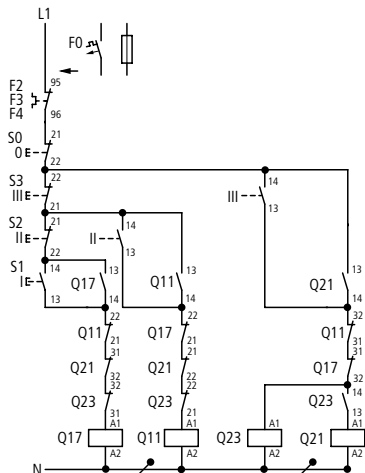 L1
F0
F2
F3
F4
95
96
S0
0
E
21
22
S3
III
E
22
21
S2
II
E
21
22
II
14
13
III
14
13
S1
I
E
14
13
Q17
13
14
Q11
13
14
Q21
13
14
Q11
22
21
Q17
22
21
Q11
32
31
Q21
31
32
Q21
21
22
Q17
31
32
Q23
32
31
Q23
22
21
Q23
14
13
Q17
A1
A2
Q11
A1
A2
Q23
A1
A2
Q21
A1
A2
N